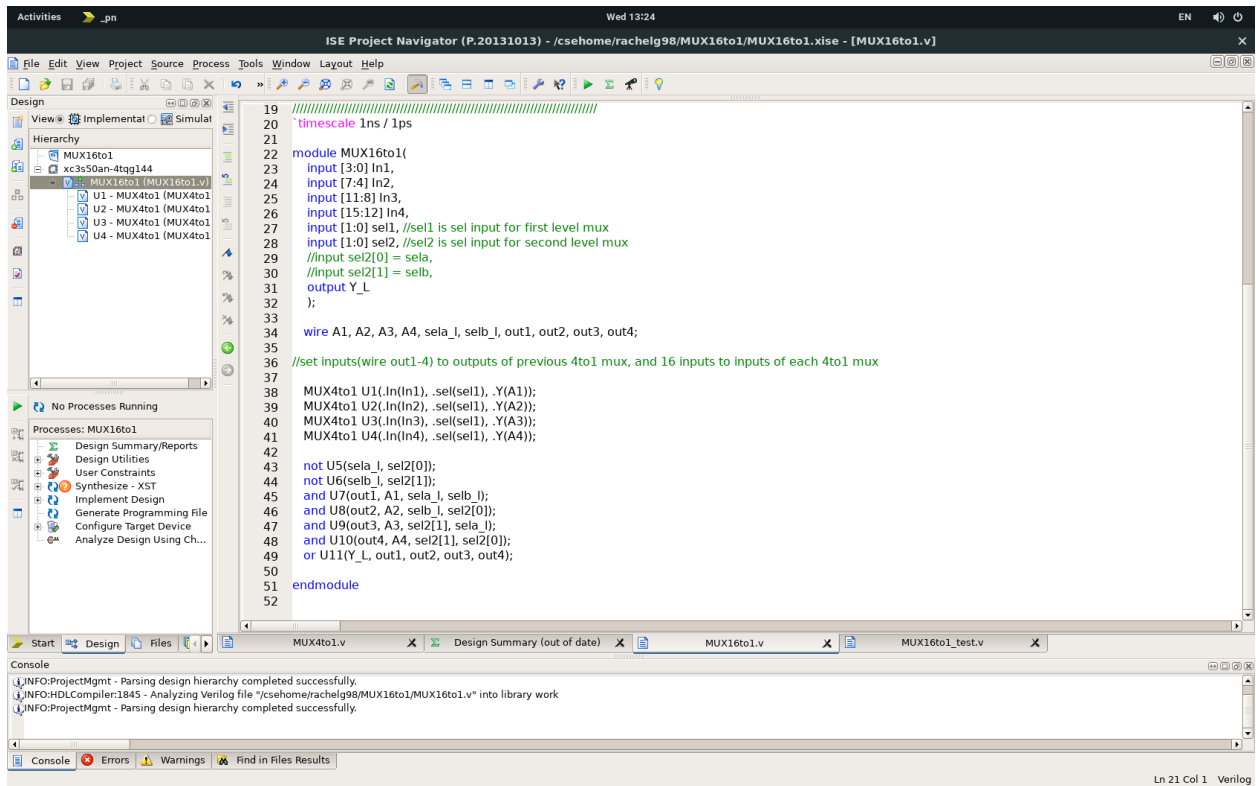 Activities
_pn
Wed 13:24
EN
ISE Project Navigator (P.20131013) - /csehome/rachelg98/MUX16to1/MUX16to1.xise - [MUX16to1.v]
File Edit View Project Source Process Tools Window Layout Help
Design
View Implementat Simulat
Hierarchy
MUX16to1
xc3s50an-4tqg144
MUX16to1 (MUX16to1.v)
U1 - MUX4to1 (MUX4to1
U2 - MUX4to1 (MUX4to1
U3 - MUX4to1 (MUX4to1
U4 - MUX4to1 (MUX4to1
No Processes Running
Processes: MUX16to1
Design Summary/Reports
Design Utilities
User Constraints
Synthesize - XST
Implement Design
Generate Programming File
Configure Target Device
Analyze Design Using Ch...
Start Design Files
19 ////////////////////////////////////////////////////////////////////////////////
20 `timescale 1ns / 1ps
21
22 module MUX16to1(
23 input [3:0] In1,
24 input [7:4] In2,
25 input [11:8] In3,
26 input [15:12] In4,
27 input [1:0] sel1, //sel1 is sel input for first level mux
28 input [1:0] sel2, //sel2 is sel input for second level mux
29 //input sel2[0] = sela,
30 //input sel2[1] = selb,
31 output Y_L
32 );
33
34 wire A1, A2, A3, A4, sela_l, selb_l, out1, out2, out3, out4;
35
36 //set inputs(wire out1-4) to outputs of previous 4to1 mux, and 16 inputs to inputs of each 4to1 mux
37
38 MUX4to1 U1(.In(In1), .sel(sel1), .Y(A1));
39 MUX4to1 U2(.In(In2), .sel(sel1), .Y(A2));
40 MUX4to1 U3(.In(In3), .sel(sel1), .Y(A3));
41 MUX4to1 U4(.In(In4), .sel(sel1), .Y(A4));
42
43 not U5(sela_l, sel2[0]);
44 not U6(selb_l, sel2[1]);
45 and U7(out1, A1, sela_l, selb_l);
46 and U8(out2, A2, selb_l, sel2[0]);
47 and U9(out3, A3, sel2[1], sela_l);
48 and U10(out4, A4, sel2[1], sel2[0]);
49 or U11(Y_L, out1, out2, out3, out4);
50
51 endmodule
52
MUX4to1.v
Design Summary (out of date)
MUX16to1.v
MUX16to1_test.v
Console
INFO:ProjectMgmt - Parsing design hierarchy completed successfully.
INFO:HDLCompiler:1845 - Analyzing Verilog file "/csehome/rachelg98/MUX16to1/MUX16to1.v" into library work
INFO:ProjectMgmt - Parsing design hierarchy completed successfully.
Console Errors Warnings Find in Files Results
Ln 21 Col 1 Verilog